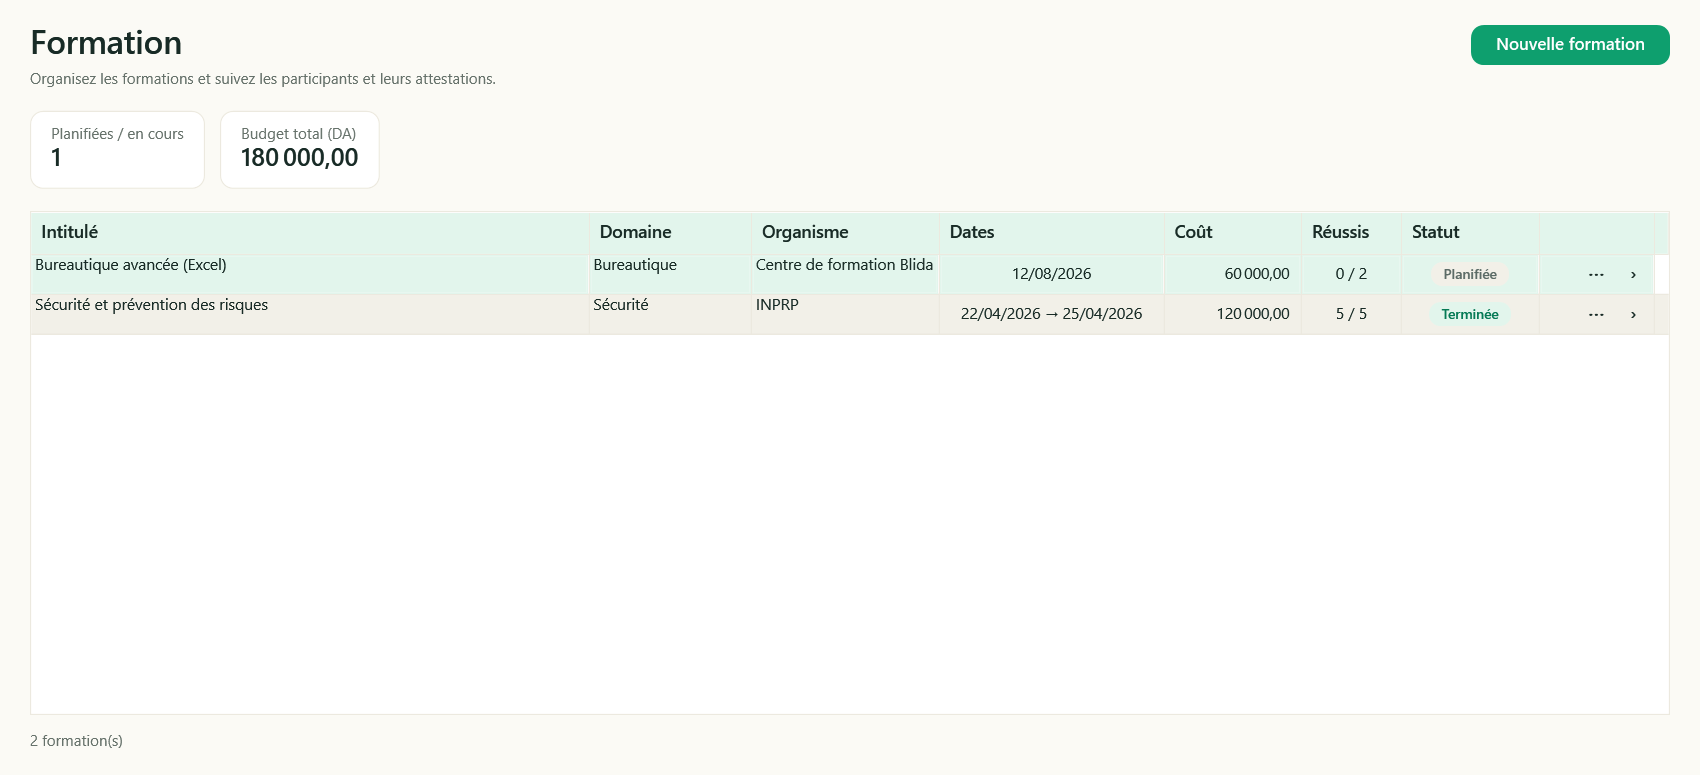 Formation
Nouvelle formation
Organisez les formations et suivez les participants et leurs attestations.
Planifiées / en cours
1
Budget total (DA)
180 000,00
Intitulé Domaine Organisme Dates Coût Réussis Statut
Bureautique avancée (Excel) Bureautique Centre de formation Blida 12/08/2026 60 000,00 0 / 2 Planifiée ··· ›
Sécurité et prévention des risques Sécurité INPRP 22/04/2026 → 25/04/2026 120 000,00 5 / 5 Terminée ··· ›
2 formation(s)